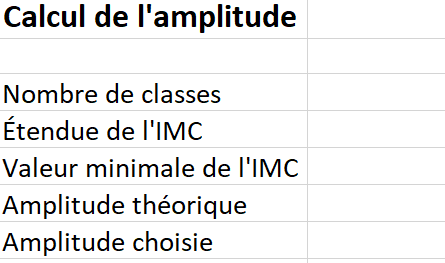 Calcul de l'amplitude
Nombre de classes
Étendue de l'IMC
Valeur minimale de l'IMC
Amplitude théorique
Amplitude choisie